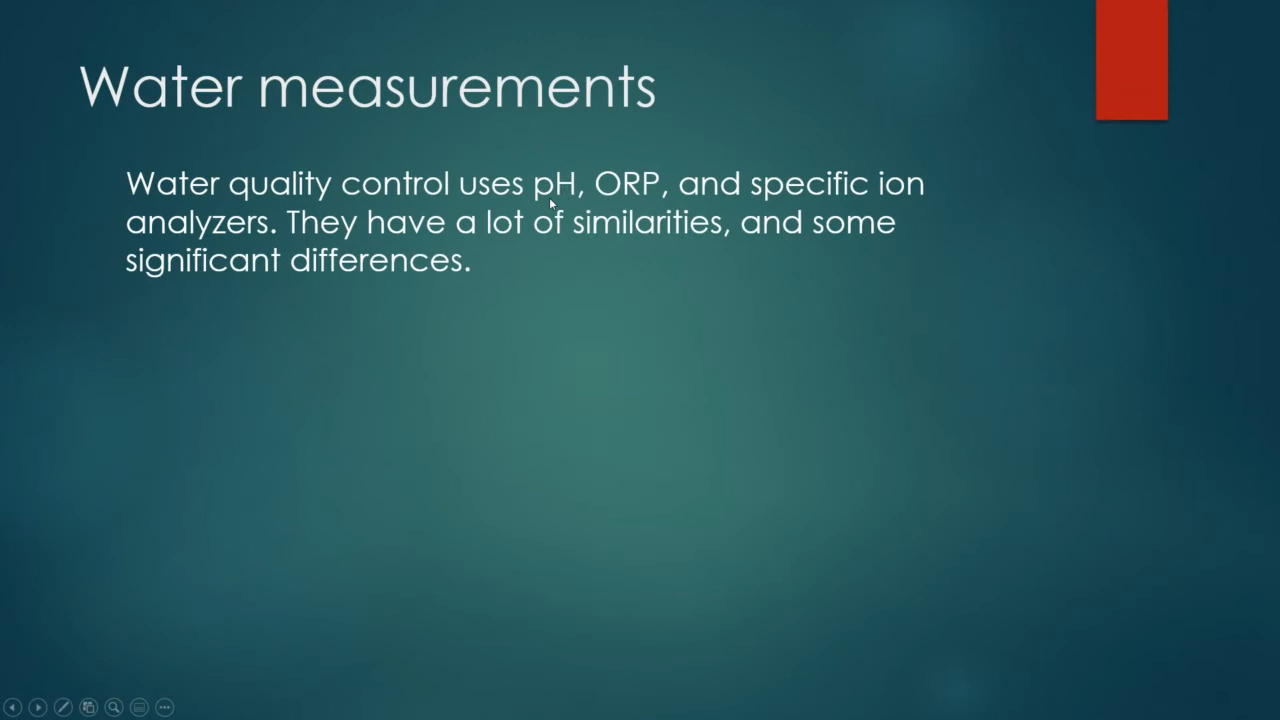 Water measurements
Water quality control uses pH, ORP, and specific ion
analyzers. They have a lot of similarities, and some
significant differences.